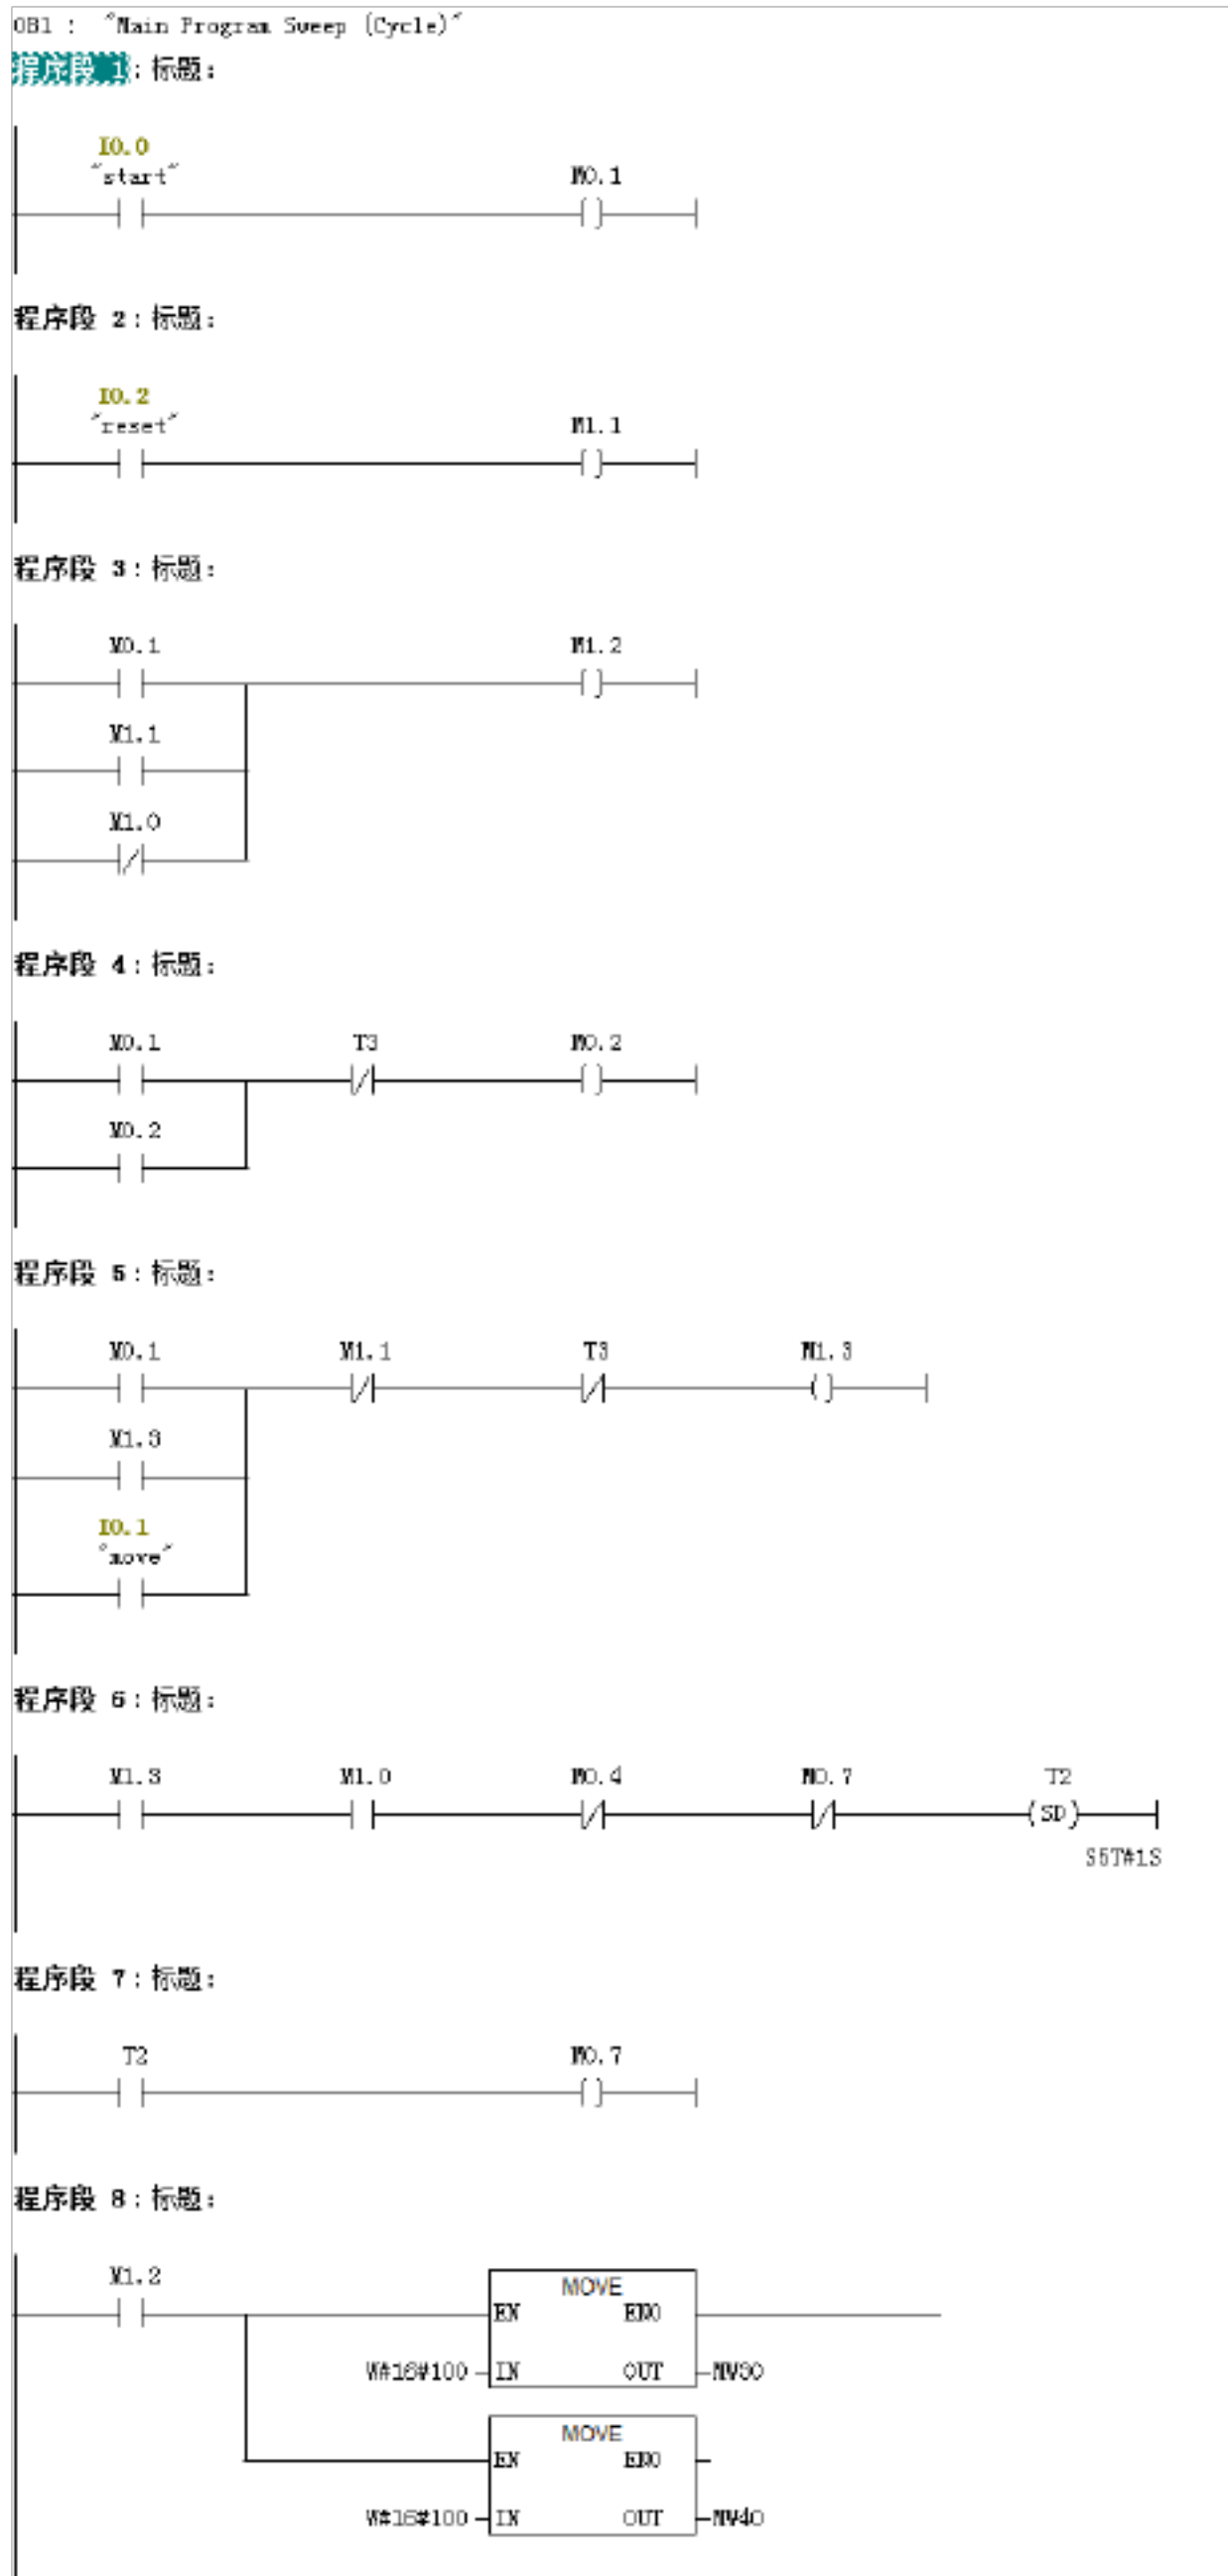 OB1 : "Main Program Sweep (Cycle)"
程序段 1：标题：
I0.0
"start"
M0.1
程序段 2：标题：
I0.2
"reset"
M1.1
程序段 3：标题：
M0.1
M1.2
M1.1
M1.0
程序段 4：标题：
M0.1 T3 M0.2
M0.2
程序段 5：标题：
M0.1 M1.1 T3 M1.3
M1.3
I0.1
"move"
程序段 6：标题：
M1.3 M1.0 M0.4 M0.7 T2
SD
S5T#1S
程序段 7：标题：
T2 M0.7
程序段 8：标题：
M1.2
MOVE
EN ENO
W#16#100 IN OUT MW30
MOVE
EN ENO
W#16#100 IN OUT MW40